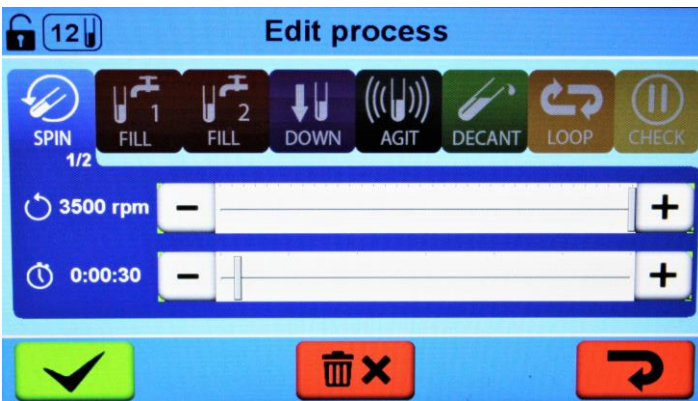 12
Edit process
SPIN
1/2
1
FILL
2
FILL
DOWN
AGIT
DECANT
LOOP
CHECK
3500 rpm
0:00:30